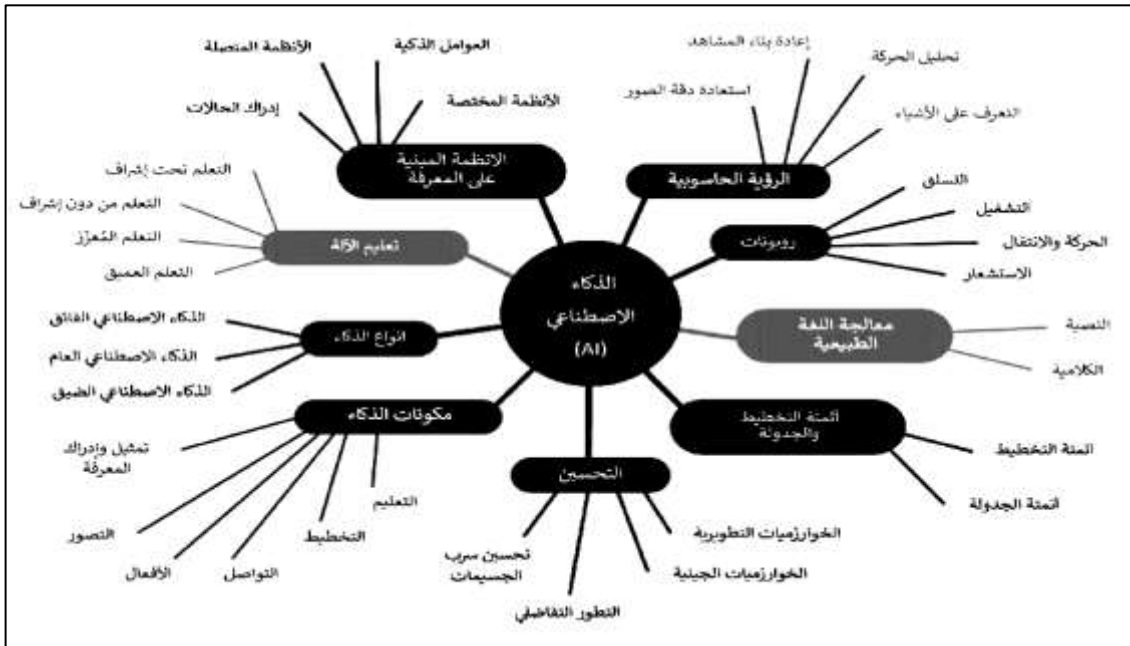 الذكاء
الاصطناعي
(AI)
الرؤية الحاسوبية
استعادة دقة الصور
إعادة بناء المشاهد
تحليل الحركة
التعرف على الأشياء
روبوتات
التسلق
التشغيل
الحركة والانتقال
الاستشعار
معالجة اللغة
الطبيعية
النصية
الكلامية
أتمتة التخطيط
والجدولة
أتمتة التخطيط
أتمتة الجدولة
التحسين
الخوارزميات التطويرية
الخوارزميات الجينية
التطور التفاضلي
تحسين سرب
الجسيمات
مكونات الذكاء
التعليم
التخطيط
التواصل
الأفعال
التصور
تمثيل وإدراك
المعرفة
انواع الذكاء
الذكاء الاصطناعي الفائق
الذكاء الاصطناعي العام
الذكاء الاصطناعي الضيق
تعليم الآلة
التعلم تحت إشراف
التعلم من دون إشراف
التعلم المُعزّز
التعلم العميق
الأنظمة المبنية
على المعرفة
إدراك الحالات
الأنظمة المتصلة
العوامل الذكية
الأنظمة المختصة